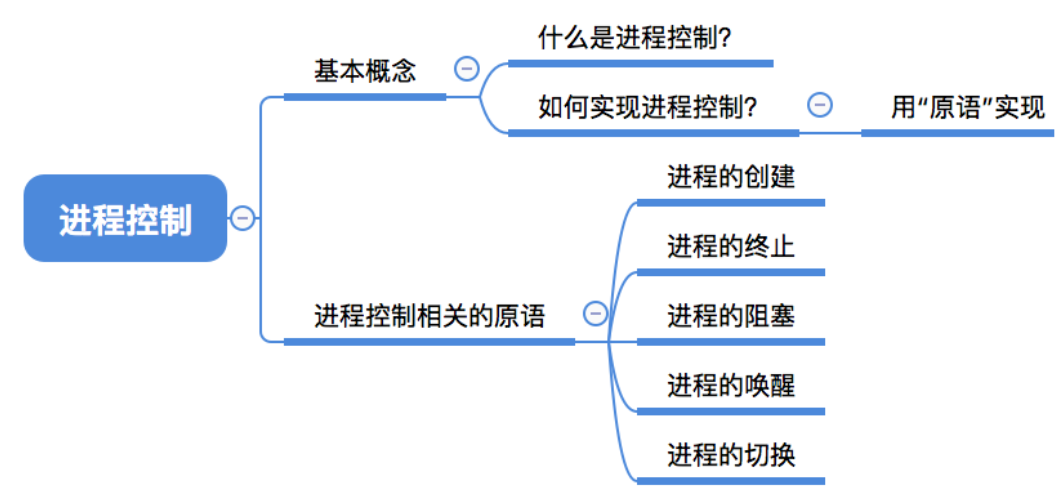 进程控制
基本概念
什么是进程控制?
如何实现进程控制?
用“原语”实现
进程控制相关的原语
进程的创建
进程的终止
进程的阻塞
进程的唤醒
进程的切换